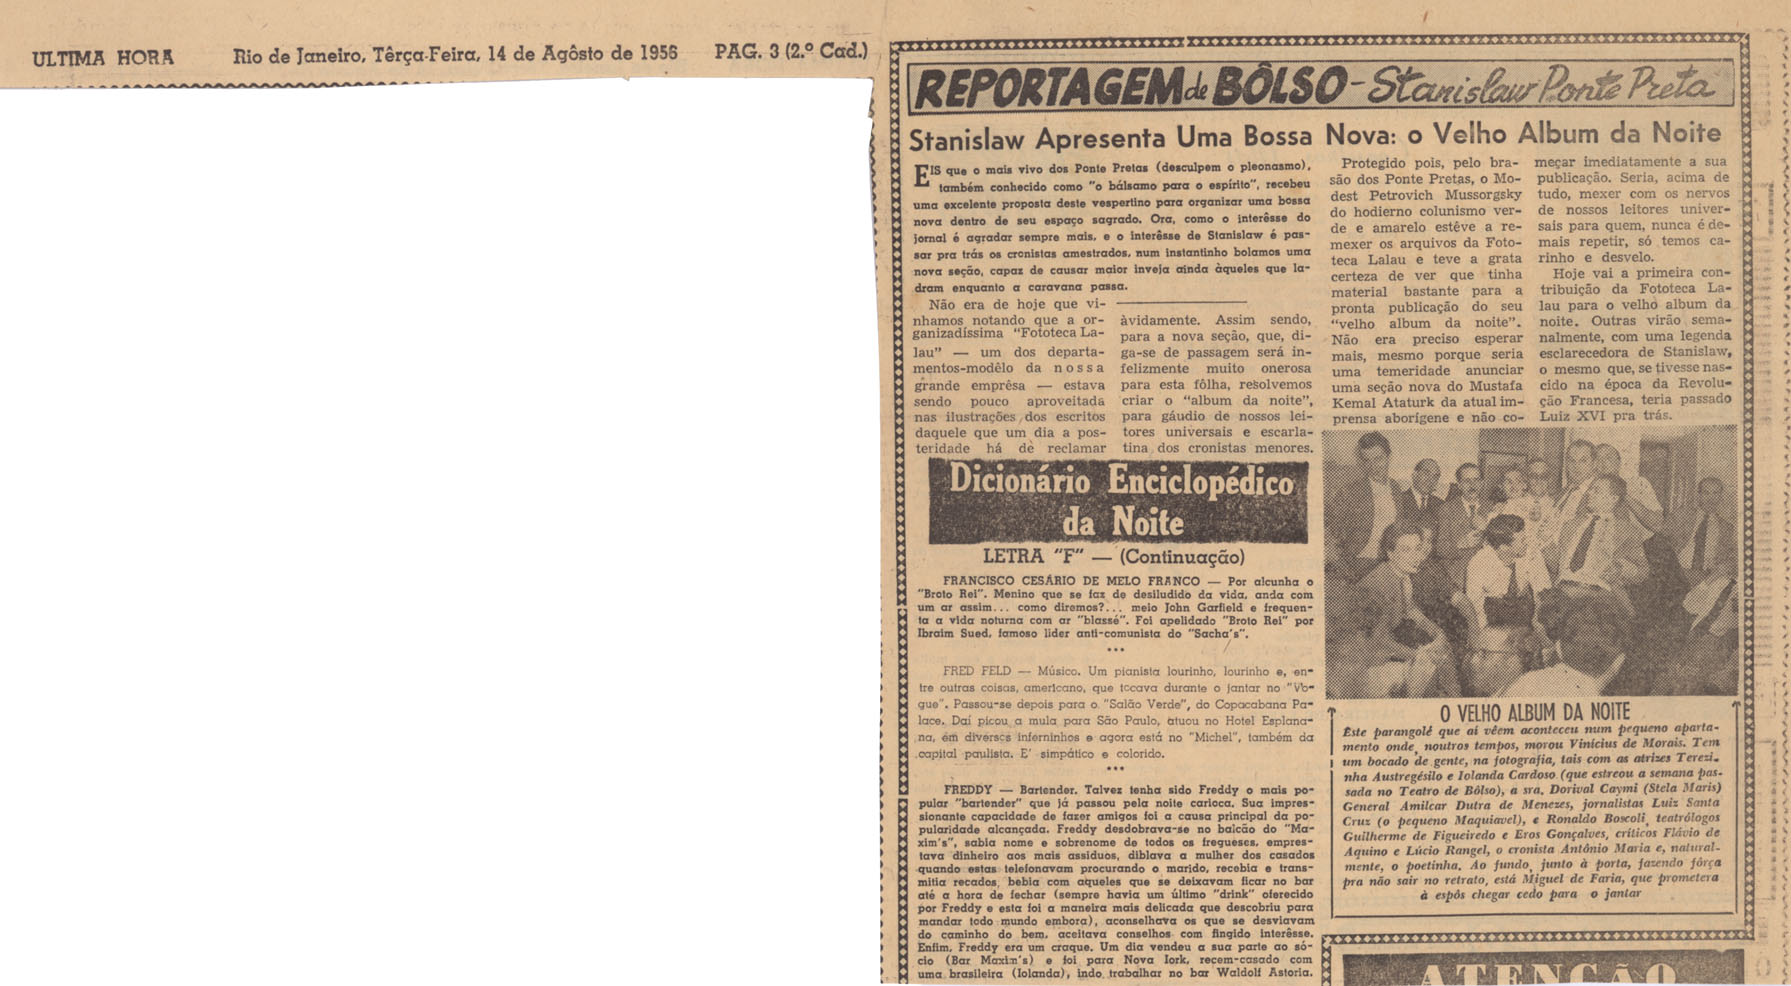 ULTIMA HORA Rio de Janeiro, Têrça-Feira, 14 de Agôsto de 1956 PAG. 3 (2.º Cad.)
REPORTAGEM de BÔLSO - Stanislaw Ponte Preta
Stanislaw Apresenta Uma Bossa Nova: o Velho Album da Noite
EIS que o mais vivo dos Ponte Pretas (desculpem o pleonasmo),
também conhecido como "o bálsamo para o espírito", recebeu
uma excelente proposta deste vespertino para organizar uma bossa
nova dentro de seu espaço sagrado. Ora, como o interêsse do
jornal é agradar sempre mais, e o interêsse de Stanislaw é pas-
sar pra trás os cronistas amestrados, num instantinho bolamos uma
nova seção, capaz de causar maior inveja ainda àqueles que la-
dram enquanto a caravana passa.
Não era de hoje que vi-
nhamos notando que a or-
ganizadíssima "Fototeca La-
lau" — um dos departa-
mentos-modêlo da nossa
grande emprêsa — estava
sendo pouco aproveitada
nas ilustrações dos escritos
daquele que um dia a pos-
teridade há de reclamar
àvidamente. Assim sendo,
para a nova seção, que, di-
ga-se de passagem será in-
felizmente muito onerosa
para esta fôlha, resolvemos
criar o "album da noite",
para gáudio de nossos lei-
tores universais e escarla-
tina dos cronistas menores.
Protegido pois, pelo bra-
são dos Ponte Pretas, o Mo-
dest Petrovich Mussorgsky
do hodierno colunismo ver-
de e amarelo estêve a re-
mexer os arquivos da Foto-
teca Lalau e teve a grata
certeza de ver que tinha
material bastante para a
pronta publicação do seu
"velho album da noite".
Não era preciso esperar
mais, mesmo porque seria
uma temeridade anunciar
uma seção nova do Mustafa
Kemal Ataturk da atual im-
prensa aborígene e não co-
meçar imediatamente a sua
publicação. Seria, acima de
tudo, mexer com os nervos
de nossos leitores univer-
sais para quem, nunca é de-
mais repetir, só temos ca-
rinho e desvelo.
Hoje vai a primeira con-
tribuição da Fototeca La-
lau para o velho album da
noite. Outras virão sema-
nalmente, com uma legenda
esclarecedora de Stanislaw,
o mesmo que, se tivesse nas-
cido na época da Revolu-
ção Francesa, teria passado
Luiz XVI pra trás.
Dicionário Enciclopédico
da Noite
LETRA "F" — (Continuação)
FRANCISCO CESÁRIO DE MELO FRANCO — Por alcunha o
"Broto Rei". Menino que se faz de desiludido da vida, anda com
um ar assim... como diremos?... meio John Garfield e frequen-
ta a vida noturna com ar "blassé". Foi apelidado "Broto Rei" por
Ibraim Sued, famoso lider anti-comunista do "Sacha's".
***
FRED FELD — Músico. Um pianista lourinho, lourinho e, en-
tre outras coisas, americano, que tocava durante o jantar no "Vo-
gue". Passou-se depois para o "Salão Verde", do Copacabana Pa-
lace. Daí picou a mula para São Paulo, atuou no Hotel Esplana-
na, em diversos inferninhos e agora está no "Michel", também da
capital paulista. E' simpático e colorido.
***
FREDDY — Bartender. Talvez tenha sido Freddy o mais po-
pular "bartender" que já passou pela noite carioca. Sua impres-
sionante capacidade de fazer amigos foi a causa principal da po-
pularidade alcançada. Freddy desdobrava-se no balcão do "Ma-
xim's", sabia nome e sobrenome de todos os fregueses, empres-
tava dinheiro aos mais assiduos, diblava a mulher dos casados
quando estas telefonavam procurando o marido, recebia e trans-
mitia recados, bebia com aqueles que se deixavam ficar no bar
até a hora de fechar (sempre havia um último "drink" oferecido
por Freddy e esta foi a maneira mais delicada que descobriu para
mandar todo mundo embora), aconselhava os que se desviavam
do caminho do bem, aceitava conselhos com fingido interêsse.
Enfim, Freddy era um craque. Um dia vendeu a sua parte ao só-
cio (Bar Maxim's) e foi para Nova Iork, recem-casado com
uma brasileira (Iolanda), indo trabalhar no bar Waldolf Astoria.
O VELHO ALBUM DA NOITE
Êste parangolé que aí vêem aconteceu num pequeno aparta-
mento onde, noutros tempos, morou Vinícius de Morais. Tem
um bocado de gente, na fotografia, tais com as atrizes Terezi-
nha Austregésilo e Iolanda Cardoso (que estreou a semana pas-
sada no Teatro de Bôlso), a sra. Dorival Caymi (Stela Maris)
General Amilcar Dutra de Menezes, jornalistas Luiz Santa
Cruz (o pequeno Maquiavel), e Ronaldo Boscoli, teatrólogos
Guilherme de Figueiredo e Eros Gonçalves, críticos Flávio de
Aquino e Lúcio Rangel, o cronista Antônio Maria e, natural-
mente, o poetinha. Ao fundo, junto à porta, fazendo fôrça
pra não sair no retrato, está Miguel de Faria, que prometera
à espôs chegar cedo para o jantar
ATENÇÃO